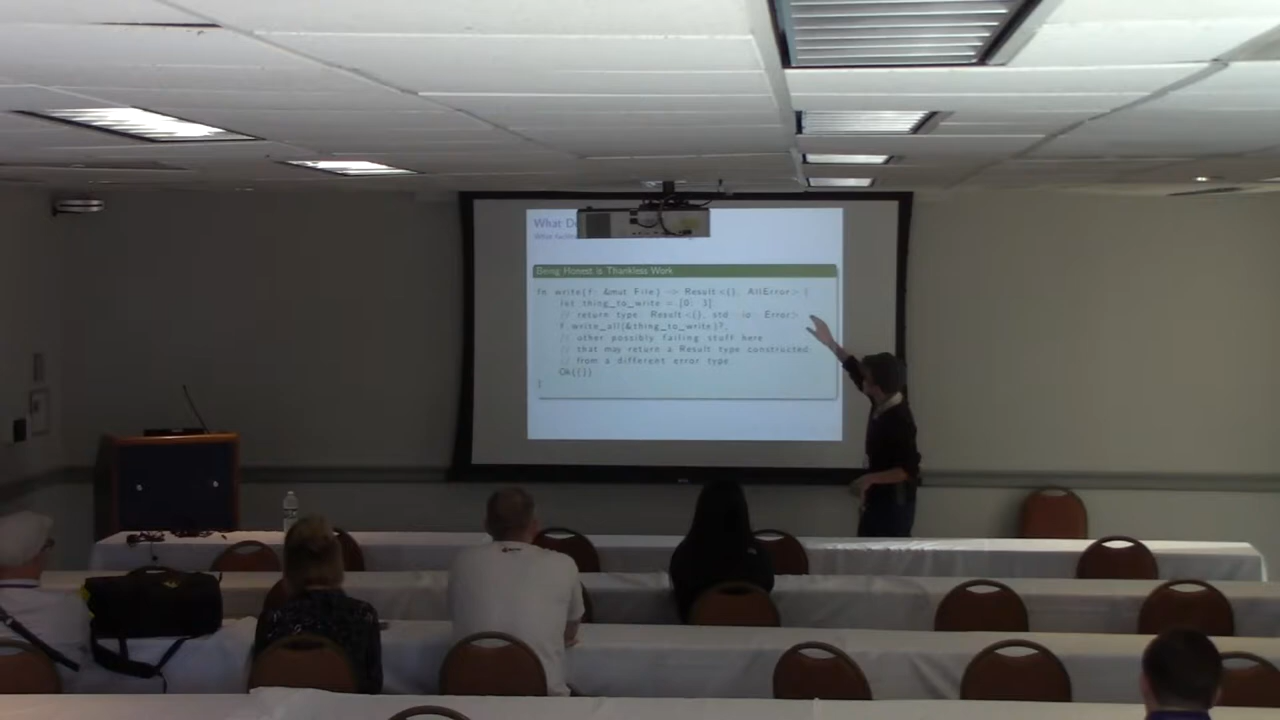 What D
Being Honest is Thankless Work
fn write(f: &mut File) -> Result<(), AllError> {
let thing_to_write = [0; 3];
// return type: Result<(), std::io::Error>
f.write_all(&thing_to_write)?;
// other possibly failing stuff here
// that may return a Result type constructed
// from a different error type
Ok(())
}